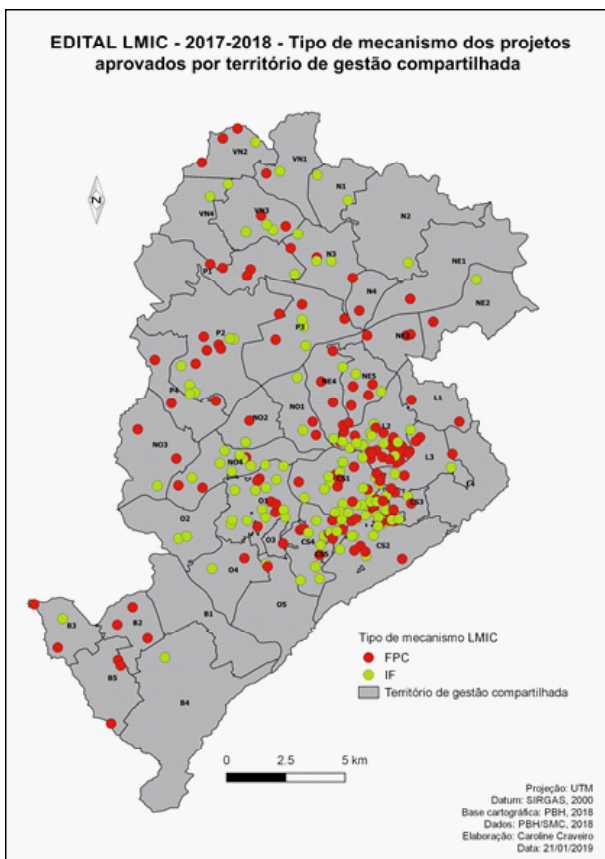 EDITAL LMIC - 2017-2018 - Tipo de mecanismo dos projetos
aprovados por território de gestão compartilhada
VN2
VN1
N
N1
VN4
VN3
N2
N3
NE1
P1
NE2
N4
P3
NE3
P2
NE4
NE5
P4
L1
NO1
NO2
L2
NO3
L3
NO4
CS1
O1
CS3
O2
O3
CS4
CS2
CS5
O4
O5
B1
B3
B2
B5
B4
Tipo de mecanismo LMIC
FPC
IF
Território de gestão compartilhada
0 2.5 5 km
Projeção: UTM
Datum: SIRGAS, 2000
Base cartográfica: PBH, 2018
Dados: PBH/SMC, 2018
Elaboração: Caroline Craveiro
Data: 21/01/2019